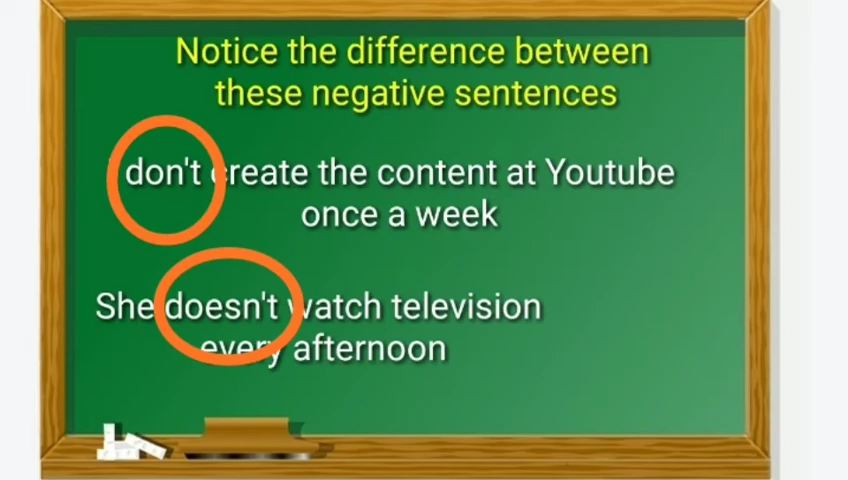 Notice the difference between
these negative sentences
don't create the content at Youtube
once a week
She doesn't watch television
every afternoon